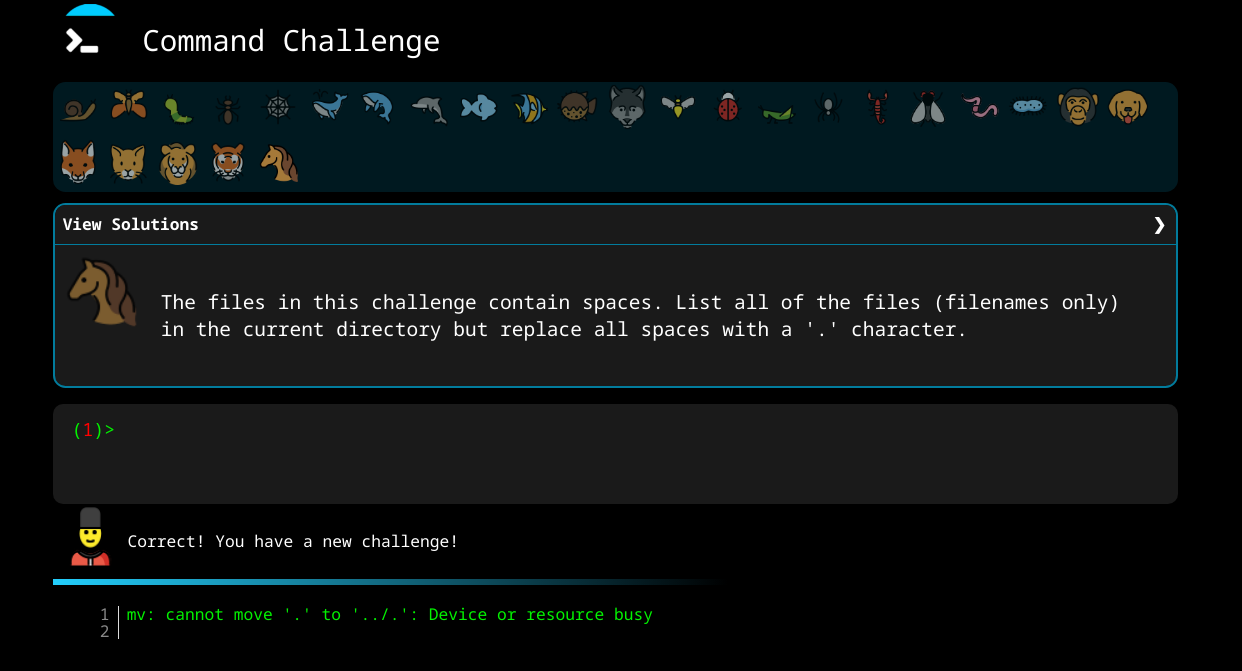 Command Challenge
View Solutions
The files in this challenge contain spaces. List all of the files (filenames only)
in the current directory but replace all spaces with a '.' character.
(1)>
Correct! You have a new challenge!
1 mv: cannot move '.' to '../.': Device or resource busy
2